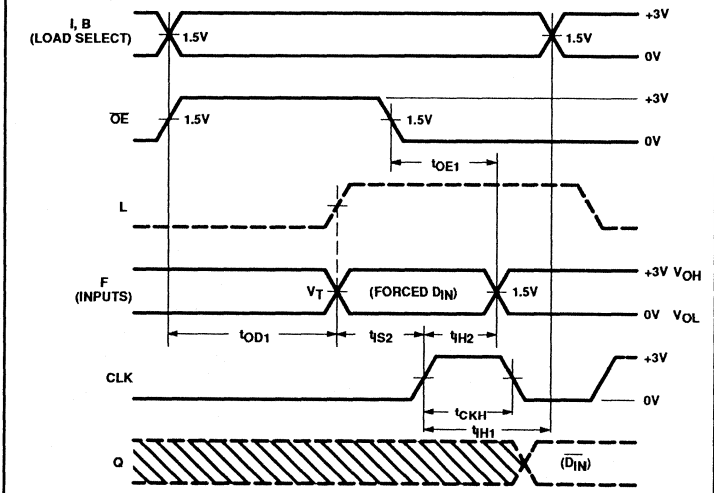 I, B
(LOAD SELECT)
1.5V
1.5V
+3V
0V
OE
1.5V
1.5V
+3V
0V
tOE1
L
F
(INPUTS)
VT
(FORCED DIN)
1.5V
+3V VOH
0V VOL
tOD1
tIS2
tIH2
CLK
+3V
0V
tCKH
tIH1
Q
(DIN)